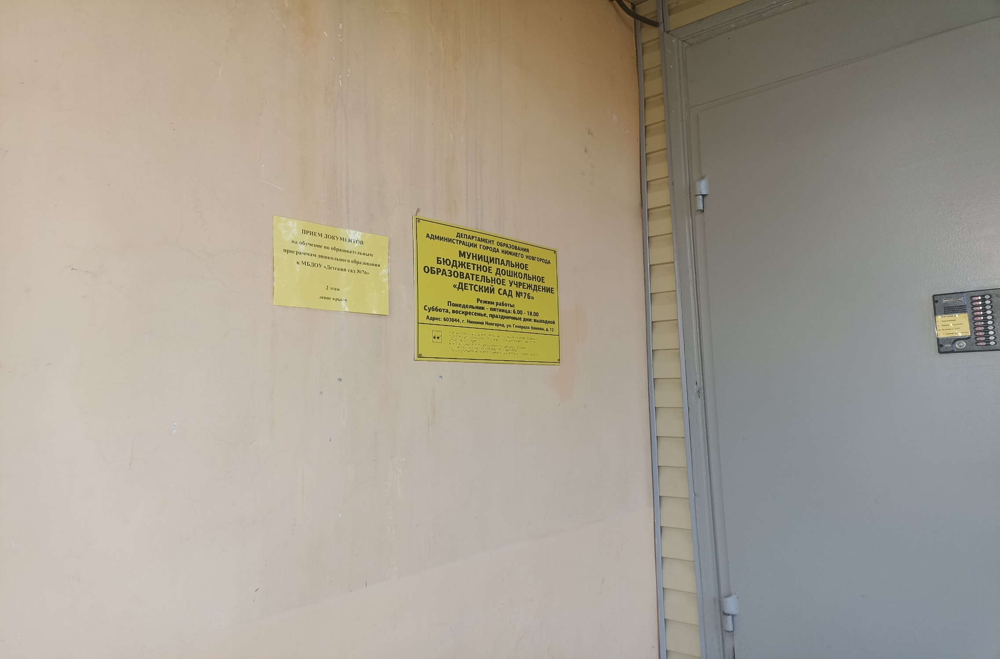 ПРИЕМ ДОКУМЕНТОВ
на обучение по образовательным
программам дошкольного образования
в МБДОУ «Детский сад №76»
2 этаж
левое крыло
ДЕПАРТАМЕНТ ОБРАЗОВАНИЯ
АДМИНИСТРАЦИИ ГОРОДА НИЖНЕГО НОВГОРОДА
МУНИЦИПАЛЬНОЕ
БЮДЖЕТНОЕ ДОШКОЛЬНОЕ
ОБРАЗОВАТЕЛЬНОЕ УЧРЕЖДЕНИЕ
«ДЕТСКИЙ САД №76»
Режим работы:
Понедельник – пятница: 6.00 - 18.00
Суббота, воскресенье, праздничные дни: выходной
Адрес: 603044, г. Нижний Новгород, ул. Генерала Клюева, д. 12
МЕТАКОМ